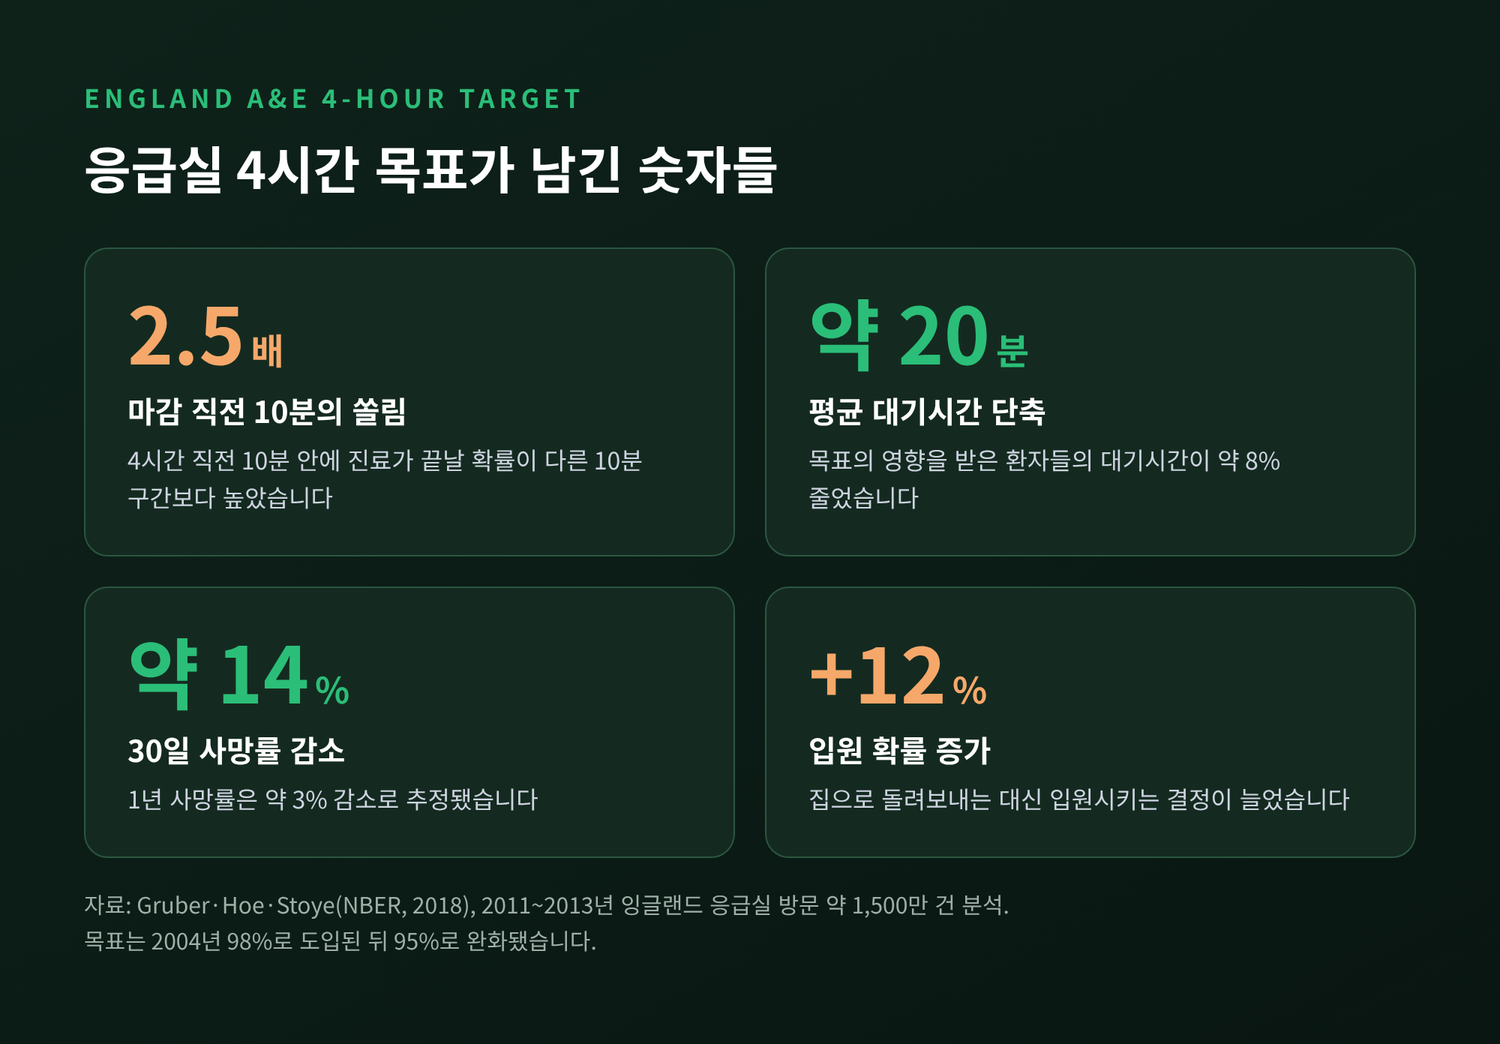 ENGLAND A&E 4-HOUR TARGET
응급실 4시간 목표가 남긴 숫자들
2.5배
마감 직전 10분의 쏠림
4시간 직전 10분 안에 진료가 끝날 확률이 다른 10분
구간보다 높았습니다
약 20분
평균 대기시간 단축
목표의 영향을 받은 환자들의 대기시간이 약 8%
줄었습니다
약 14%
30일 사망률 감소
1년 사망률은 약 3% 감소로 추정됐습니다
+12%
입원 확률 증가
집으로 돌려보내는 대신 입원시키는 결정이 늘었습니다
자료: Gruber·Hoe·Stoye(NBER, 2018), 2011~2013년 잉글랜드 응급실 방문 약 1,500만 건 분석.
목표는 2004년 98%로 도입된 뒤 95%로 완화됐습니다.